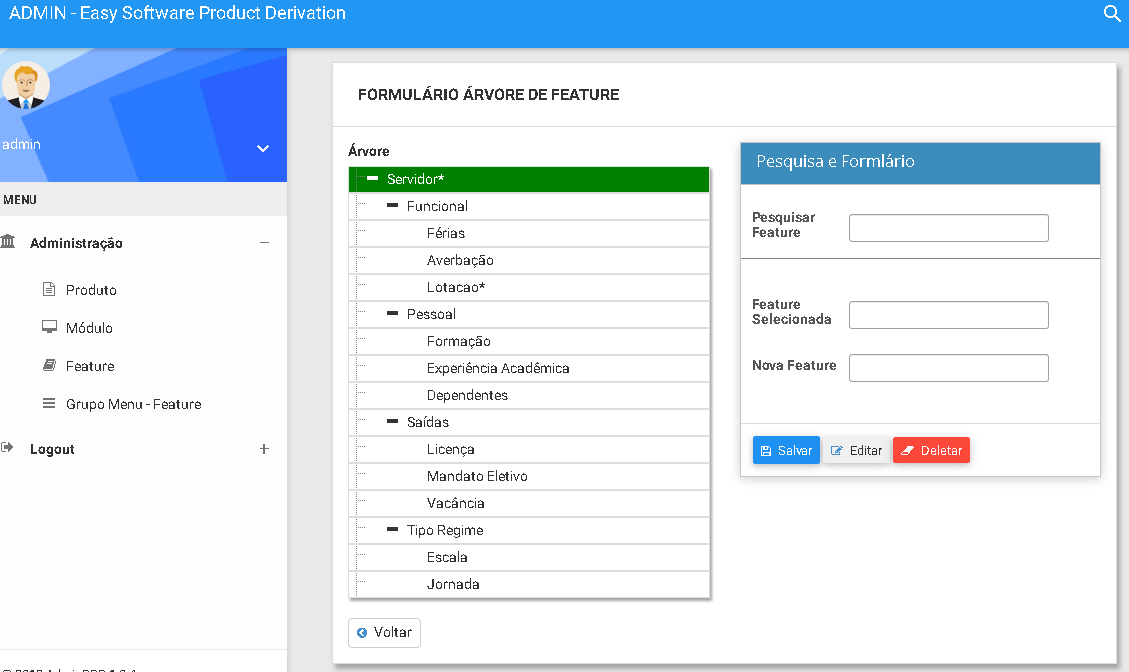 ADMIN - Easy Software Product Derivation
admin
MENU
Administração
Produto
Módulo
Feature
Grupo Menu - Feature
Logout
FORMULÁRIO ÁRVORE DE FEATURE
Árvore
Servidor*
Funcional
Férias
Averbação
Lotacao*
Pessoal
Formação
Experiência Acadêmica
Dependentes
Saídas
Licença
Mandato Eletivo
Vacância
Tipo Regime
Escala
Jornada
Voltar
Pesquisa e Formlário
Pesquisar
Feature
Feature
Selecionada
Nova Feature
Salvar
Editar
Deletar